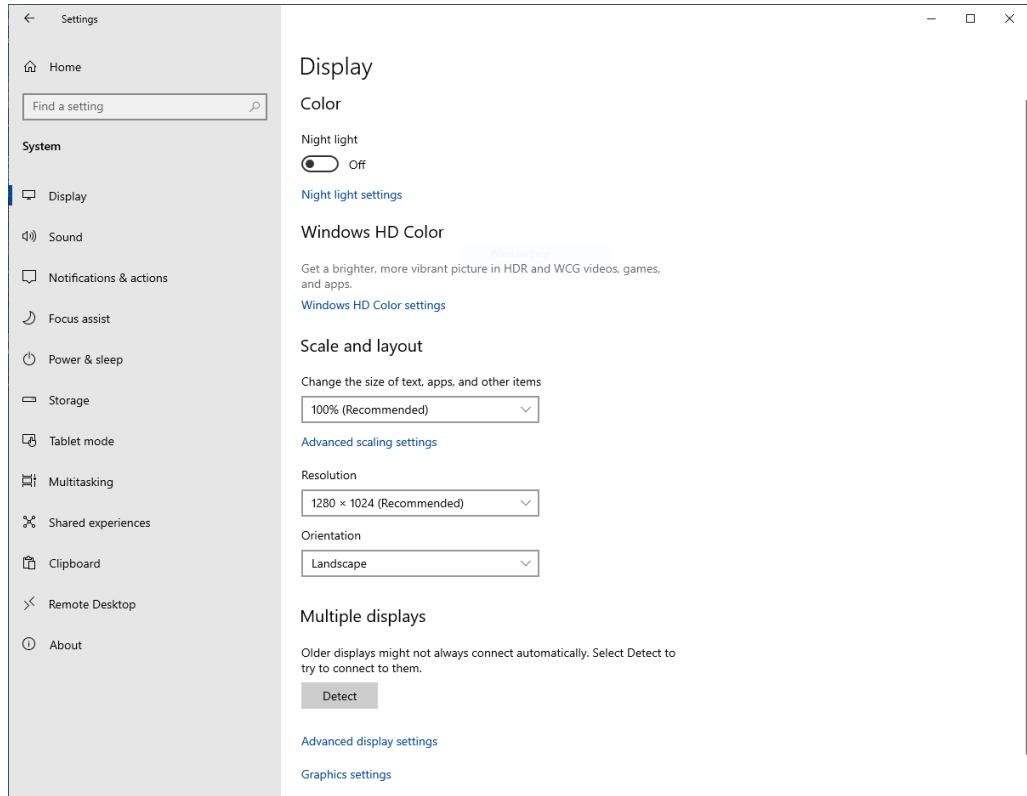 Settings
Home
Find a setting
System
Display
Sound
Notifications & actions
Focus assist
Power & sleep
Storage
Tablet mode
Multitasking
Shared experiences
Clipboard
Remote Desktop
About
Display
Color
Night light
Off
Night light settings
Windows HD Color
Get a brighter, more vibrant picture in HDR and WCG videos, games,
and apps.
Windows HD Color settings
Scale and layout
Change the size of text, apps, and other items
100% (Recommended)
Advanced scaling settings
Resolution
1280 × 1024 (Recommended)
Orientation
Landscape
Multiple displays
Older displays might not always connect automatically. Select Detect to
try to connect to them.
Detect
Advanced display settings
Graphics settings